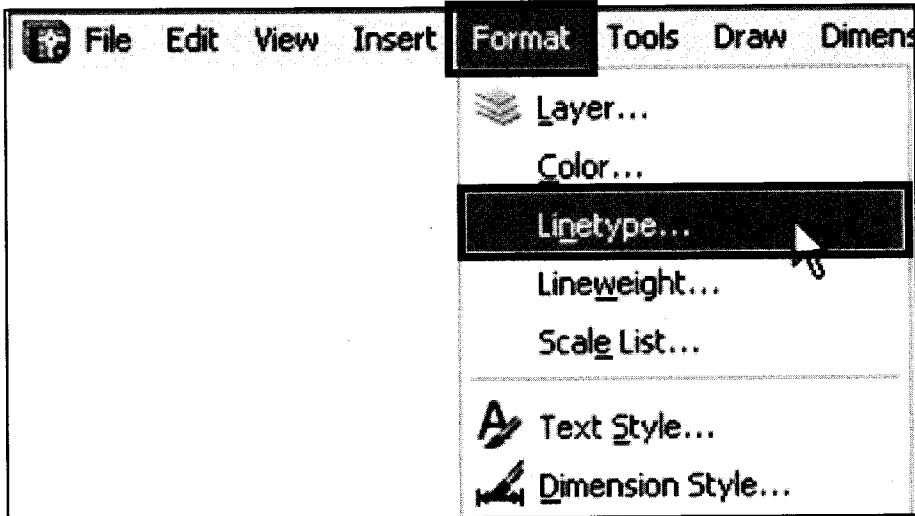 File Edit View Insert Format Tools Draw Dimens
Layer...
Color...
Linetype...
Lineweight...
Scale List...
Text Style...
Dimension Style...